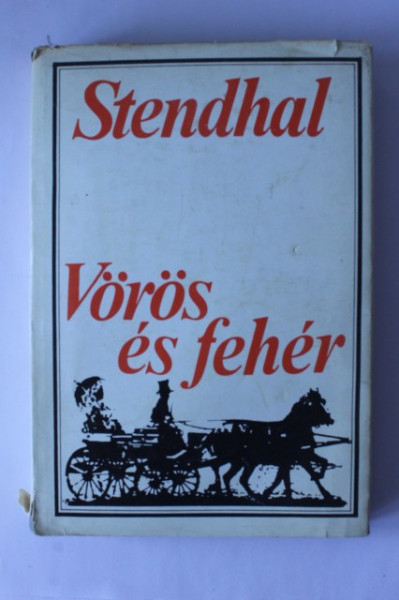 Stendhal
Vörös
és fehér